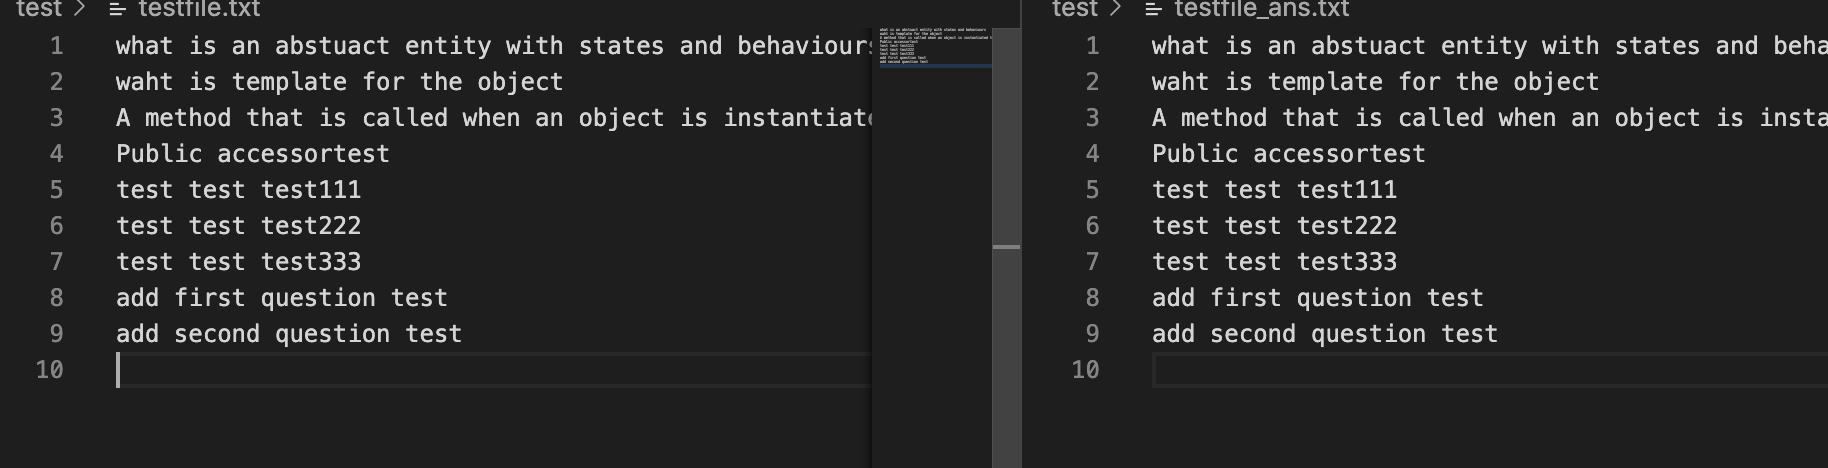 test > testfile.txt
1 what is an abstuact entity with states and behaviours
2 waht is template for the object
3 A method that is called when an object is
4 Public accessortest
5 test test test111
6 test test test222
7 test test test333
8 add first question test
9 add second question test
10
test > testfile_ans.txt
1 what is an abstuact entity with states and
2 waht is template for the object
3 A method that is called when an object is
4 Public accessortest
5 test test test111
6 test test test222
7 test test test333
8 add first question test
9 add second question test
10